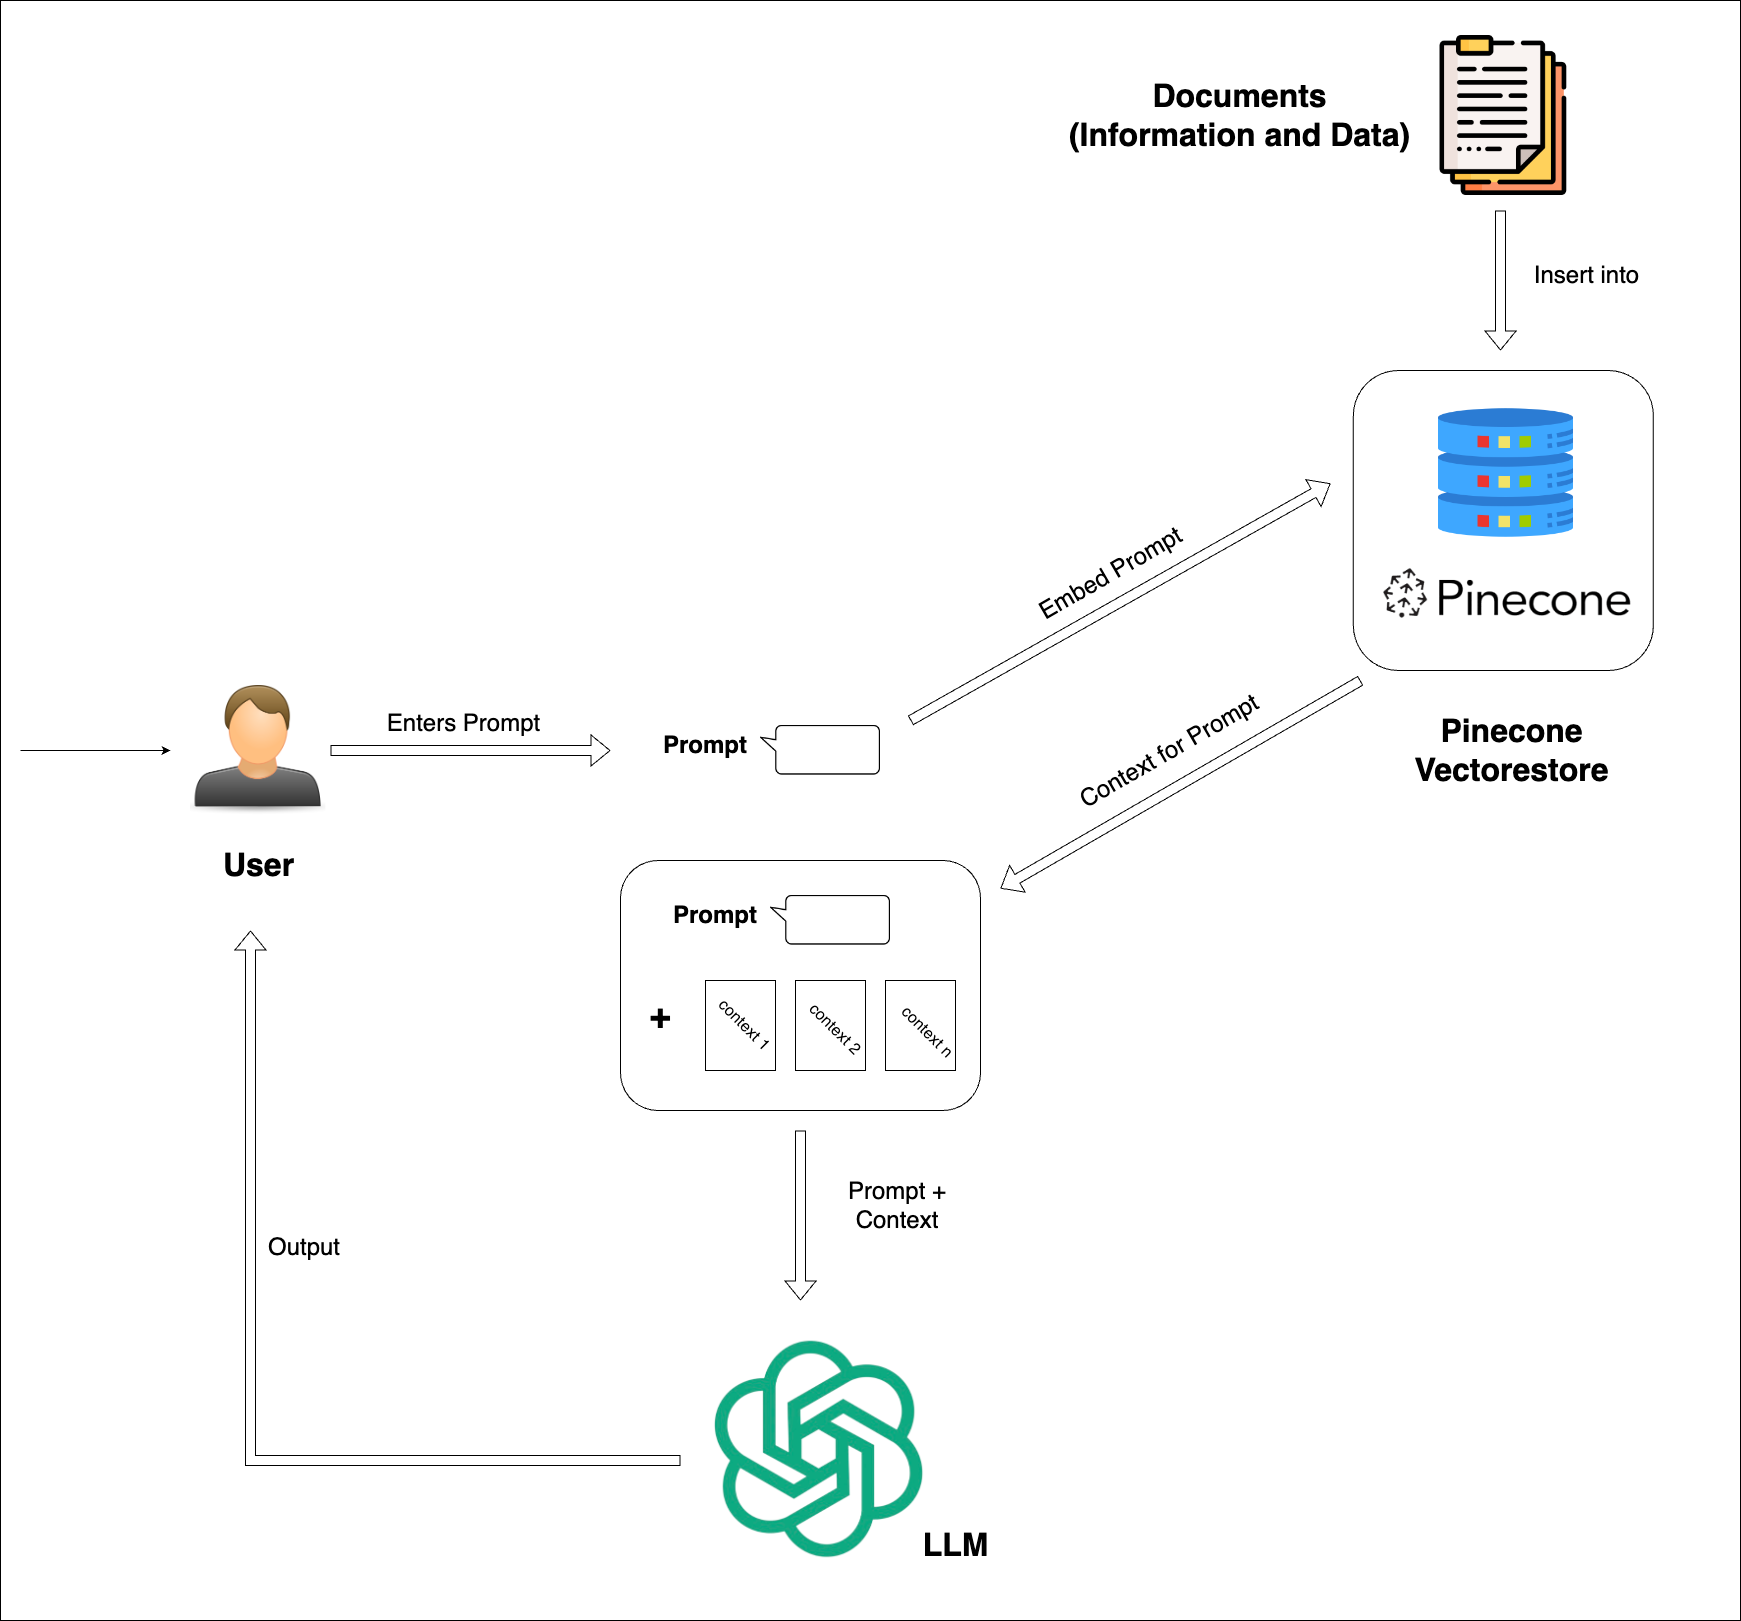 Documents
(Information and Data)
Insert into
Pinecone
Embed Prompt
Enters Prompt
Prompt
Context for Prompt
Pinecone
Vectorestore
User
Prompt
+
context 1
context 2
context n
Prompt +
Context
Output
LLM